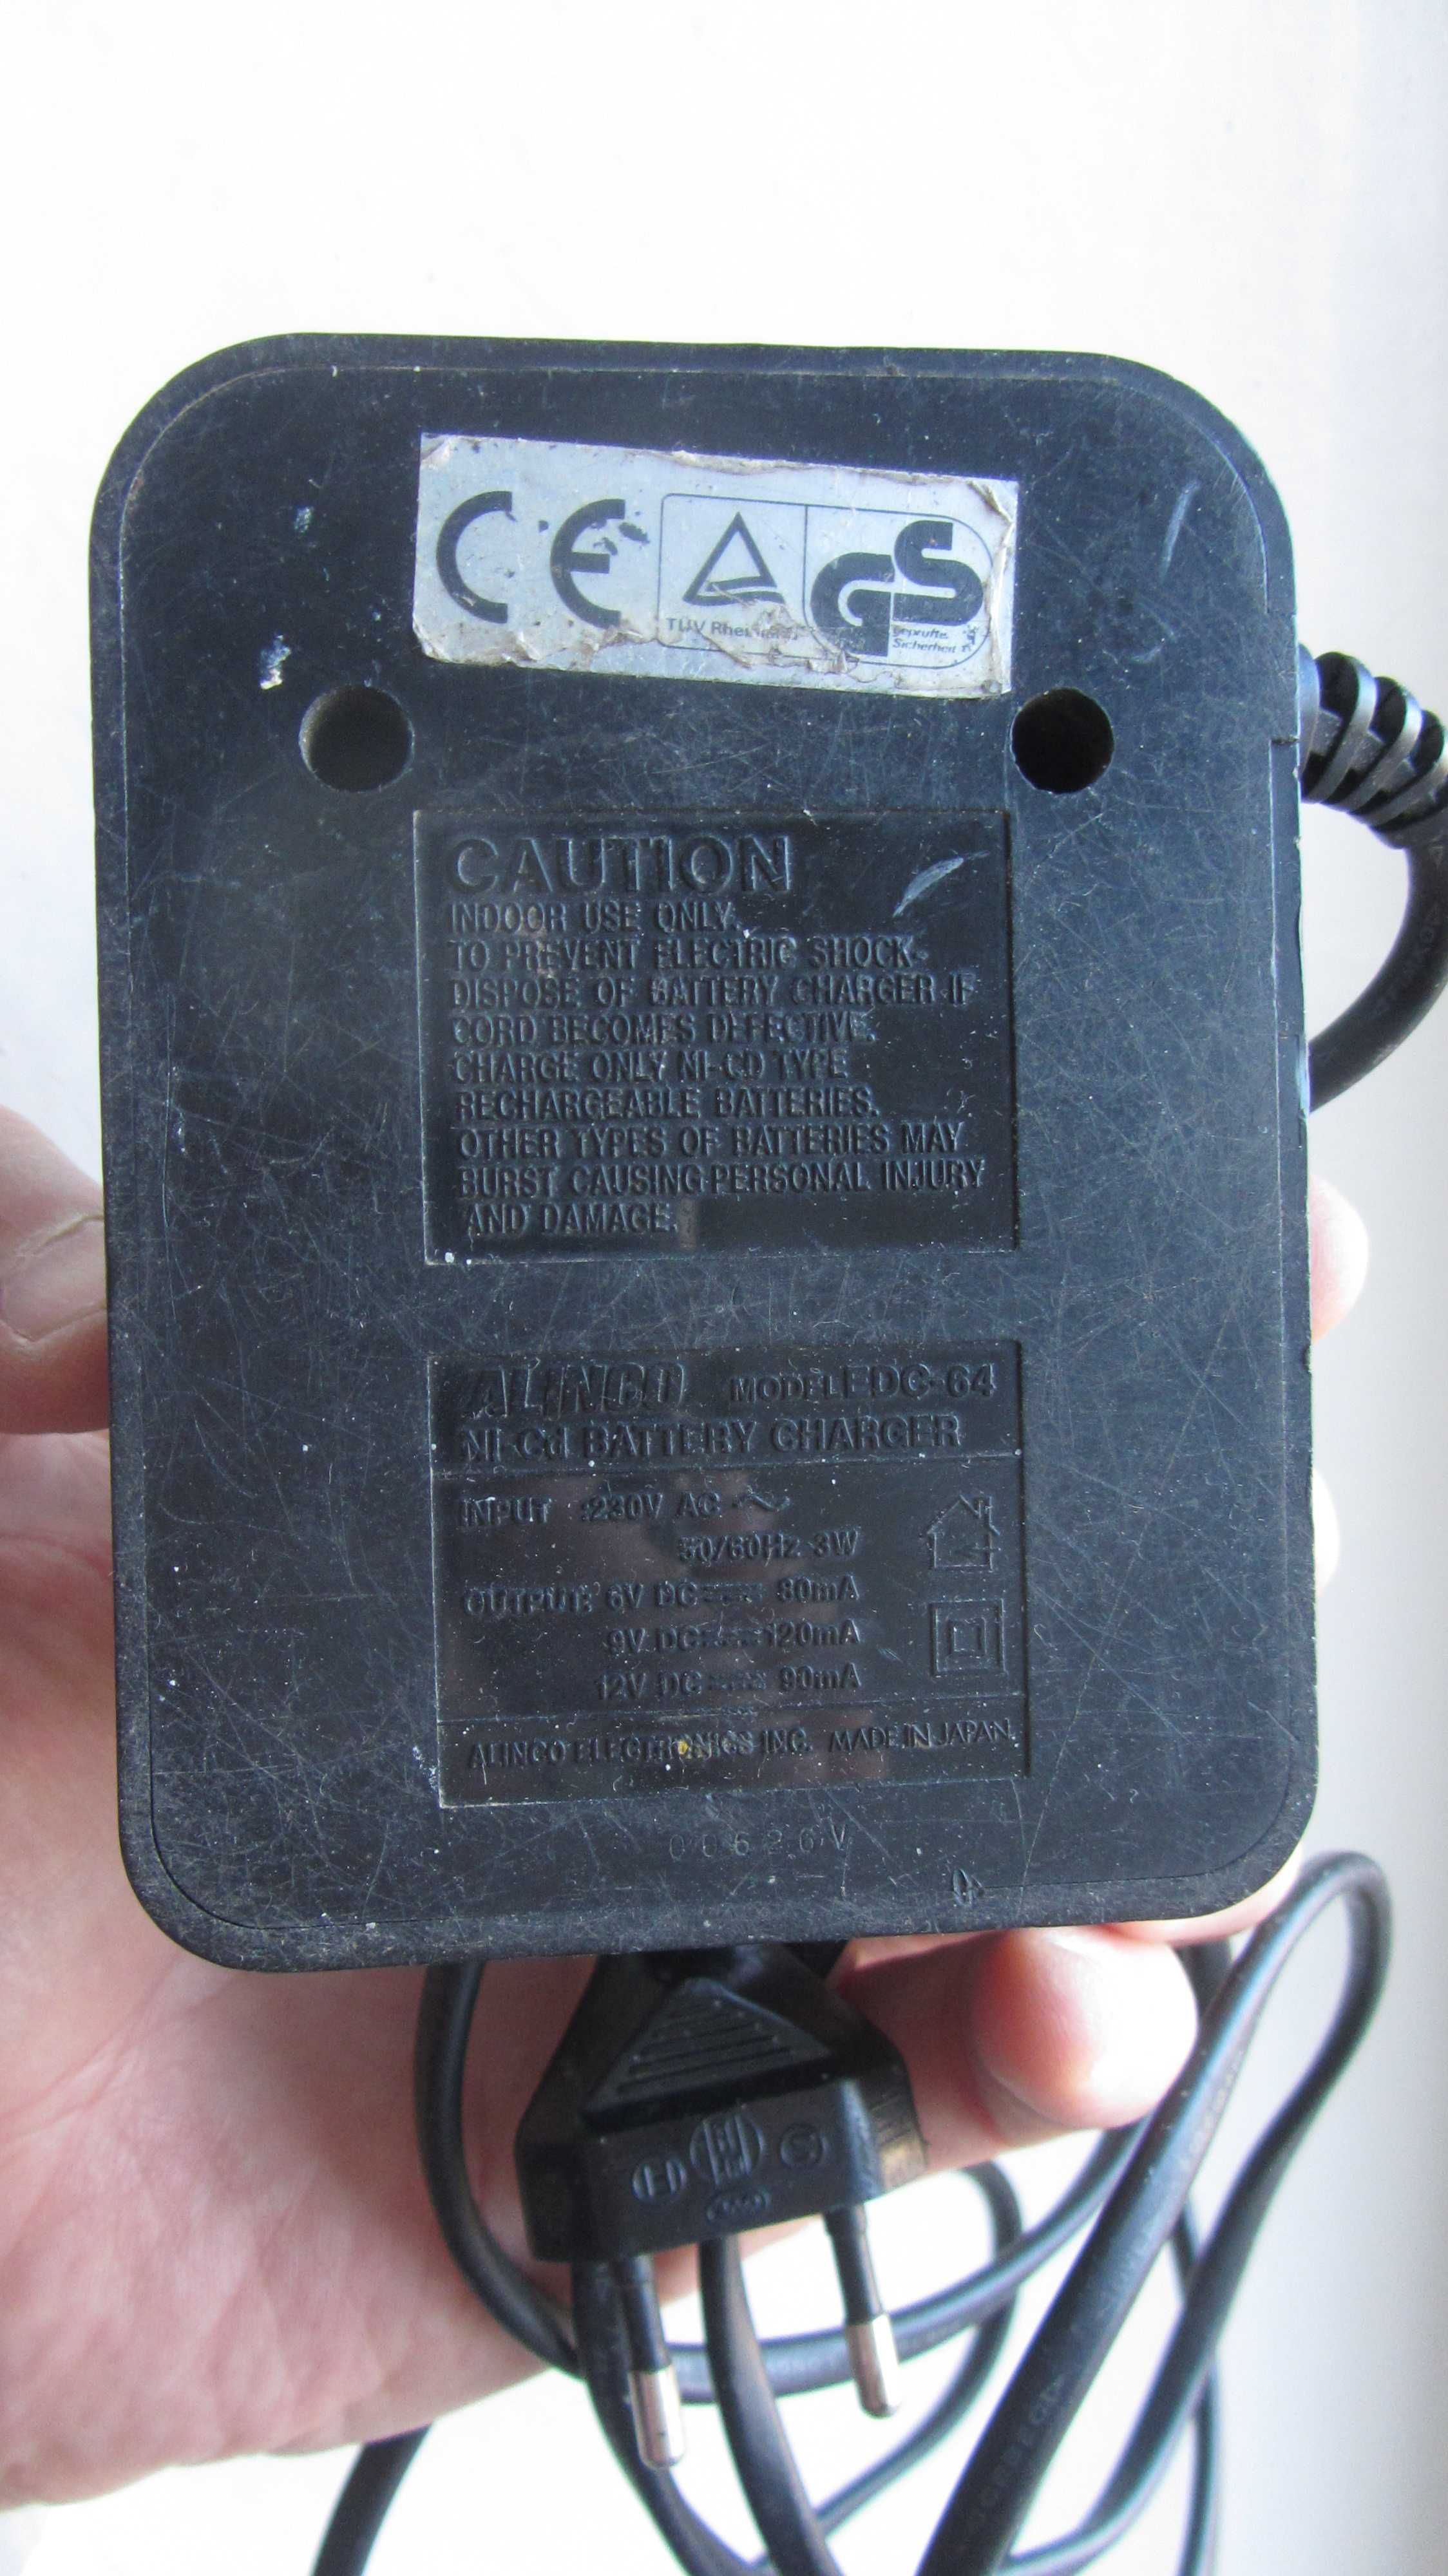 CE
TÜV Rheinland
GS
geprüfte
Sicherheit
CAUTION
INDOOR USE ONLY.
TO PREVENT ELECTRIC SHOCK-
DISPOSE OF BATTERY CHARGER IF
CORD BECOMES DEFECTIVE.
CHARGE ONLY NI-CD TYPE
RECHARGEABLE BATTERIES.
OTHER TYPES OF BATTERIES MAY
BURST CAUSING PERSONAL INJURY
AND DAMAGE.
ALINCO MODEL EDC-64
Ni-Cd BATTERY CHARGER
INPUT :230V AC ~
50/60Hz 3W
OUTPUT: 6V DC 80mA
9V DC 120mA
12V DC 90mA
ALINCO ELECTRONICS INC. MADE IN JAPAN